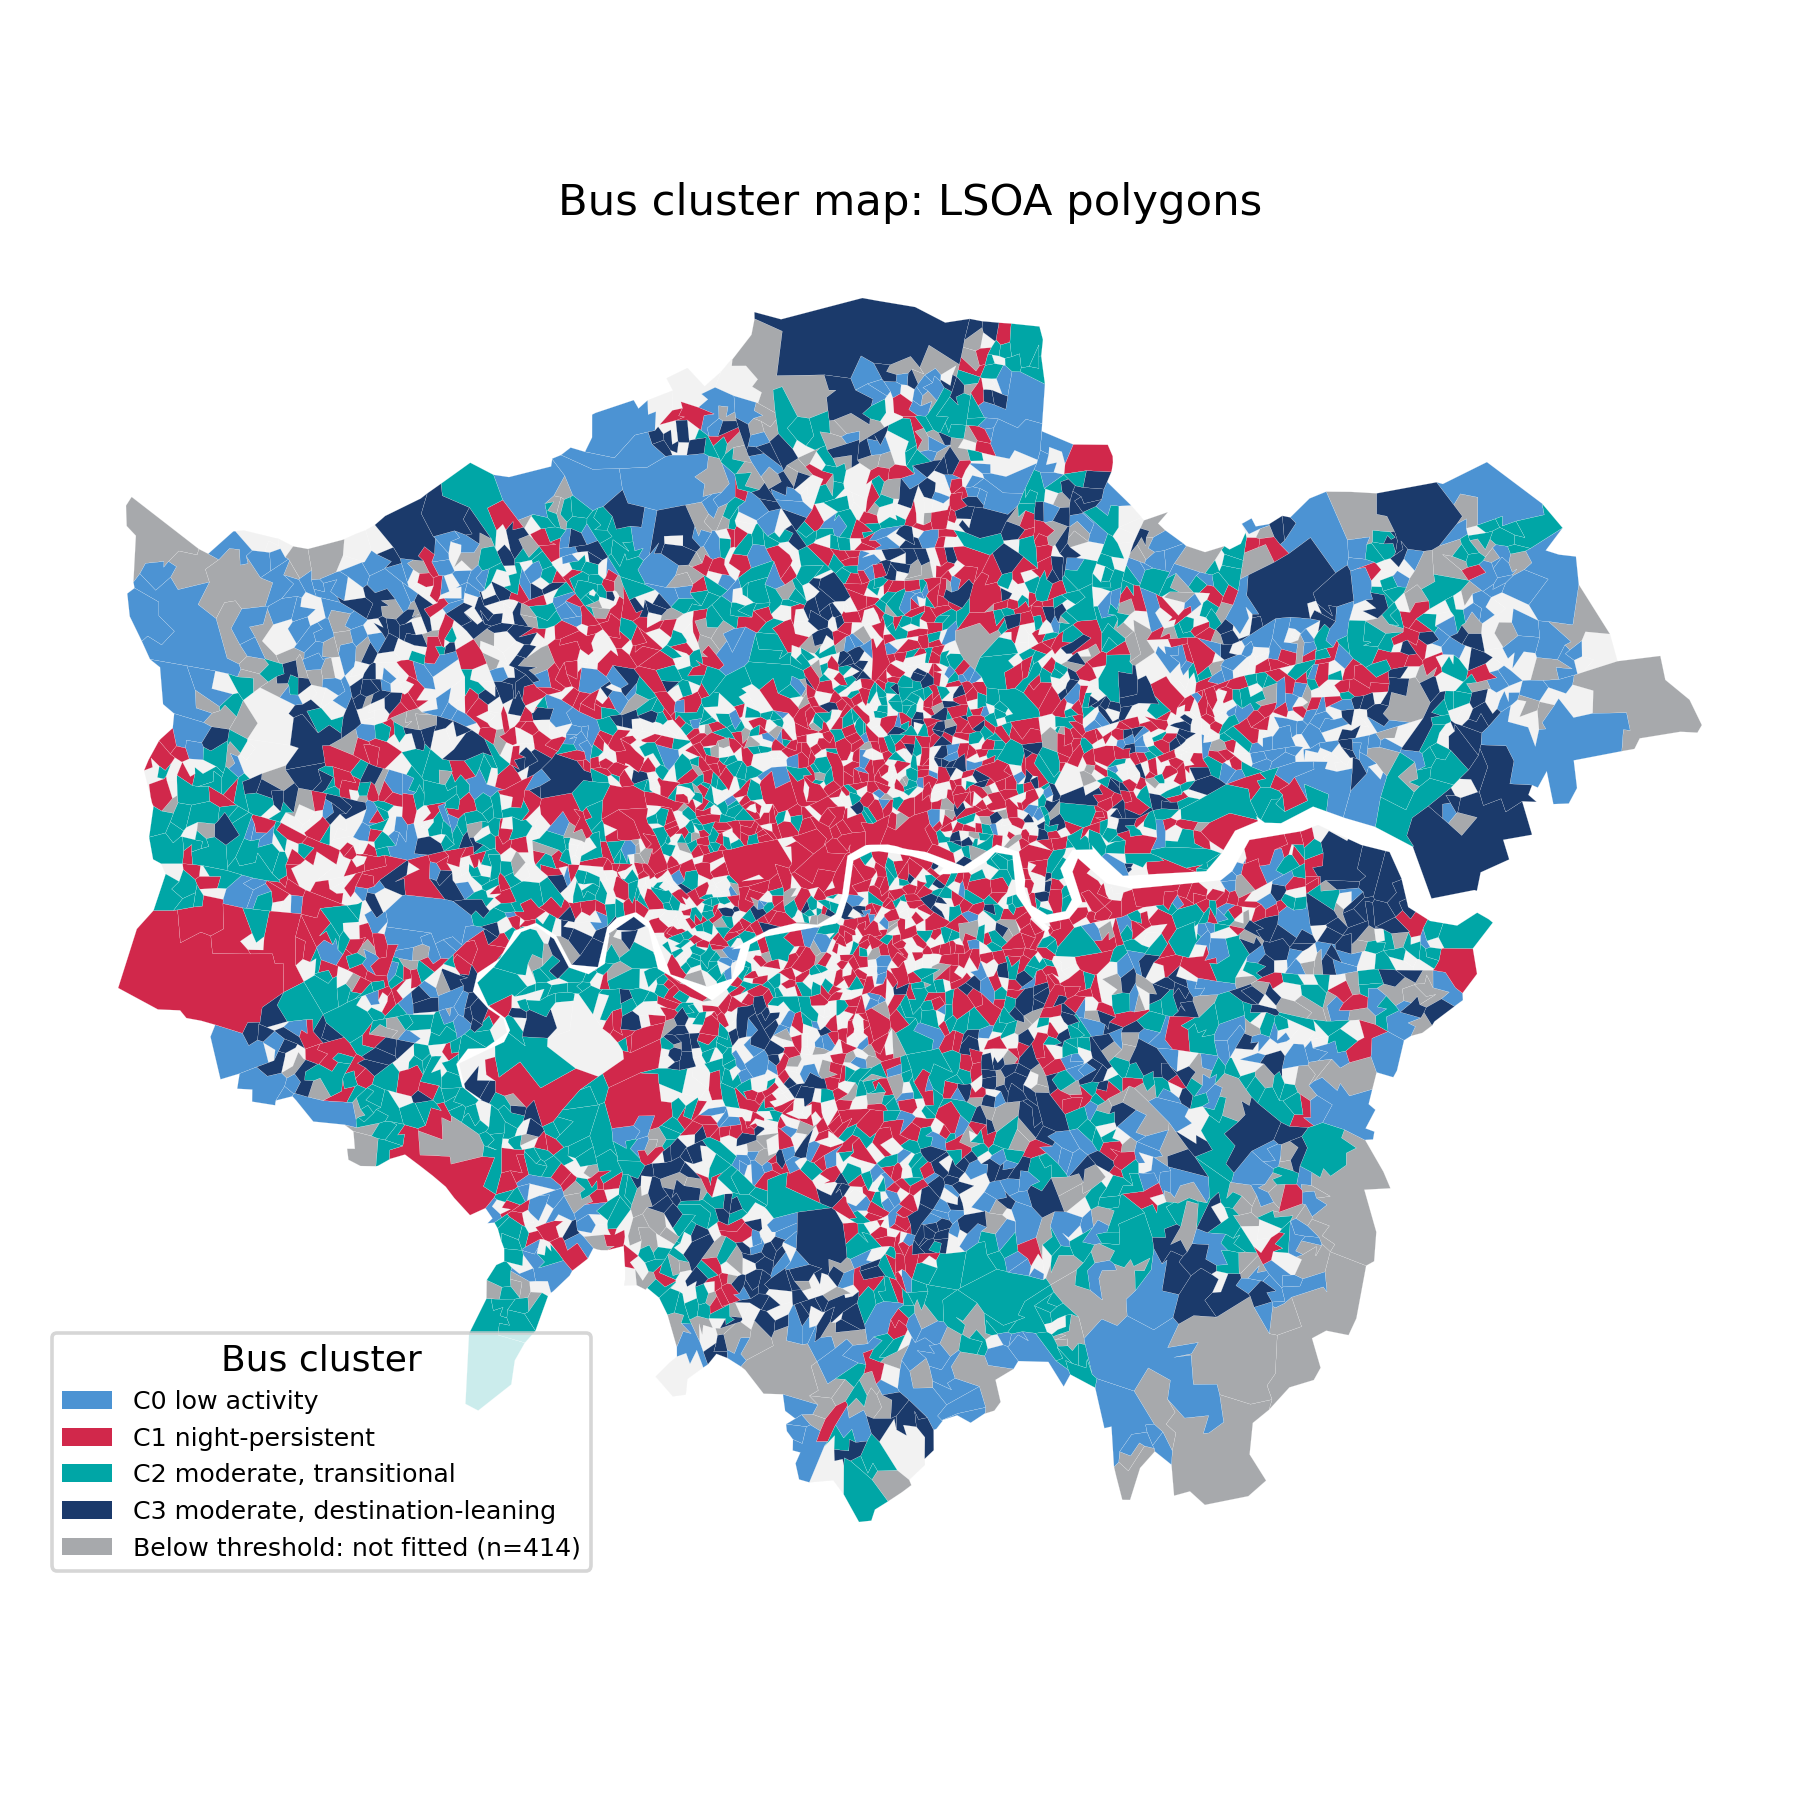 Bus cluster map: LSOA polygons
Bus cluster
C0 low activity
C1 night-persistent
C2 moderate, transitional
C3 moderate, destination-leaning
Below threshold: not fitted (n=414)